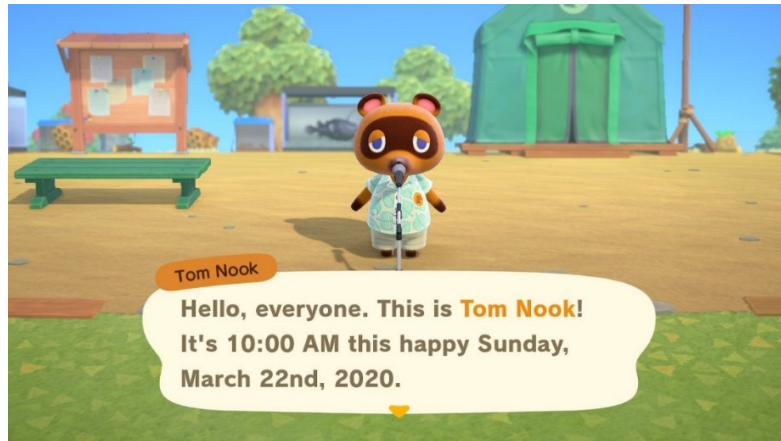 Tom Nook
Hello, everyone. This is Tom Nook!
It's 10:00 AM this happy Sunday,
March 22nd, 2020.